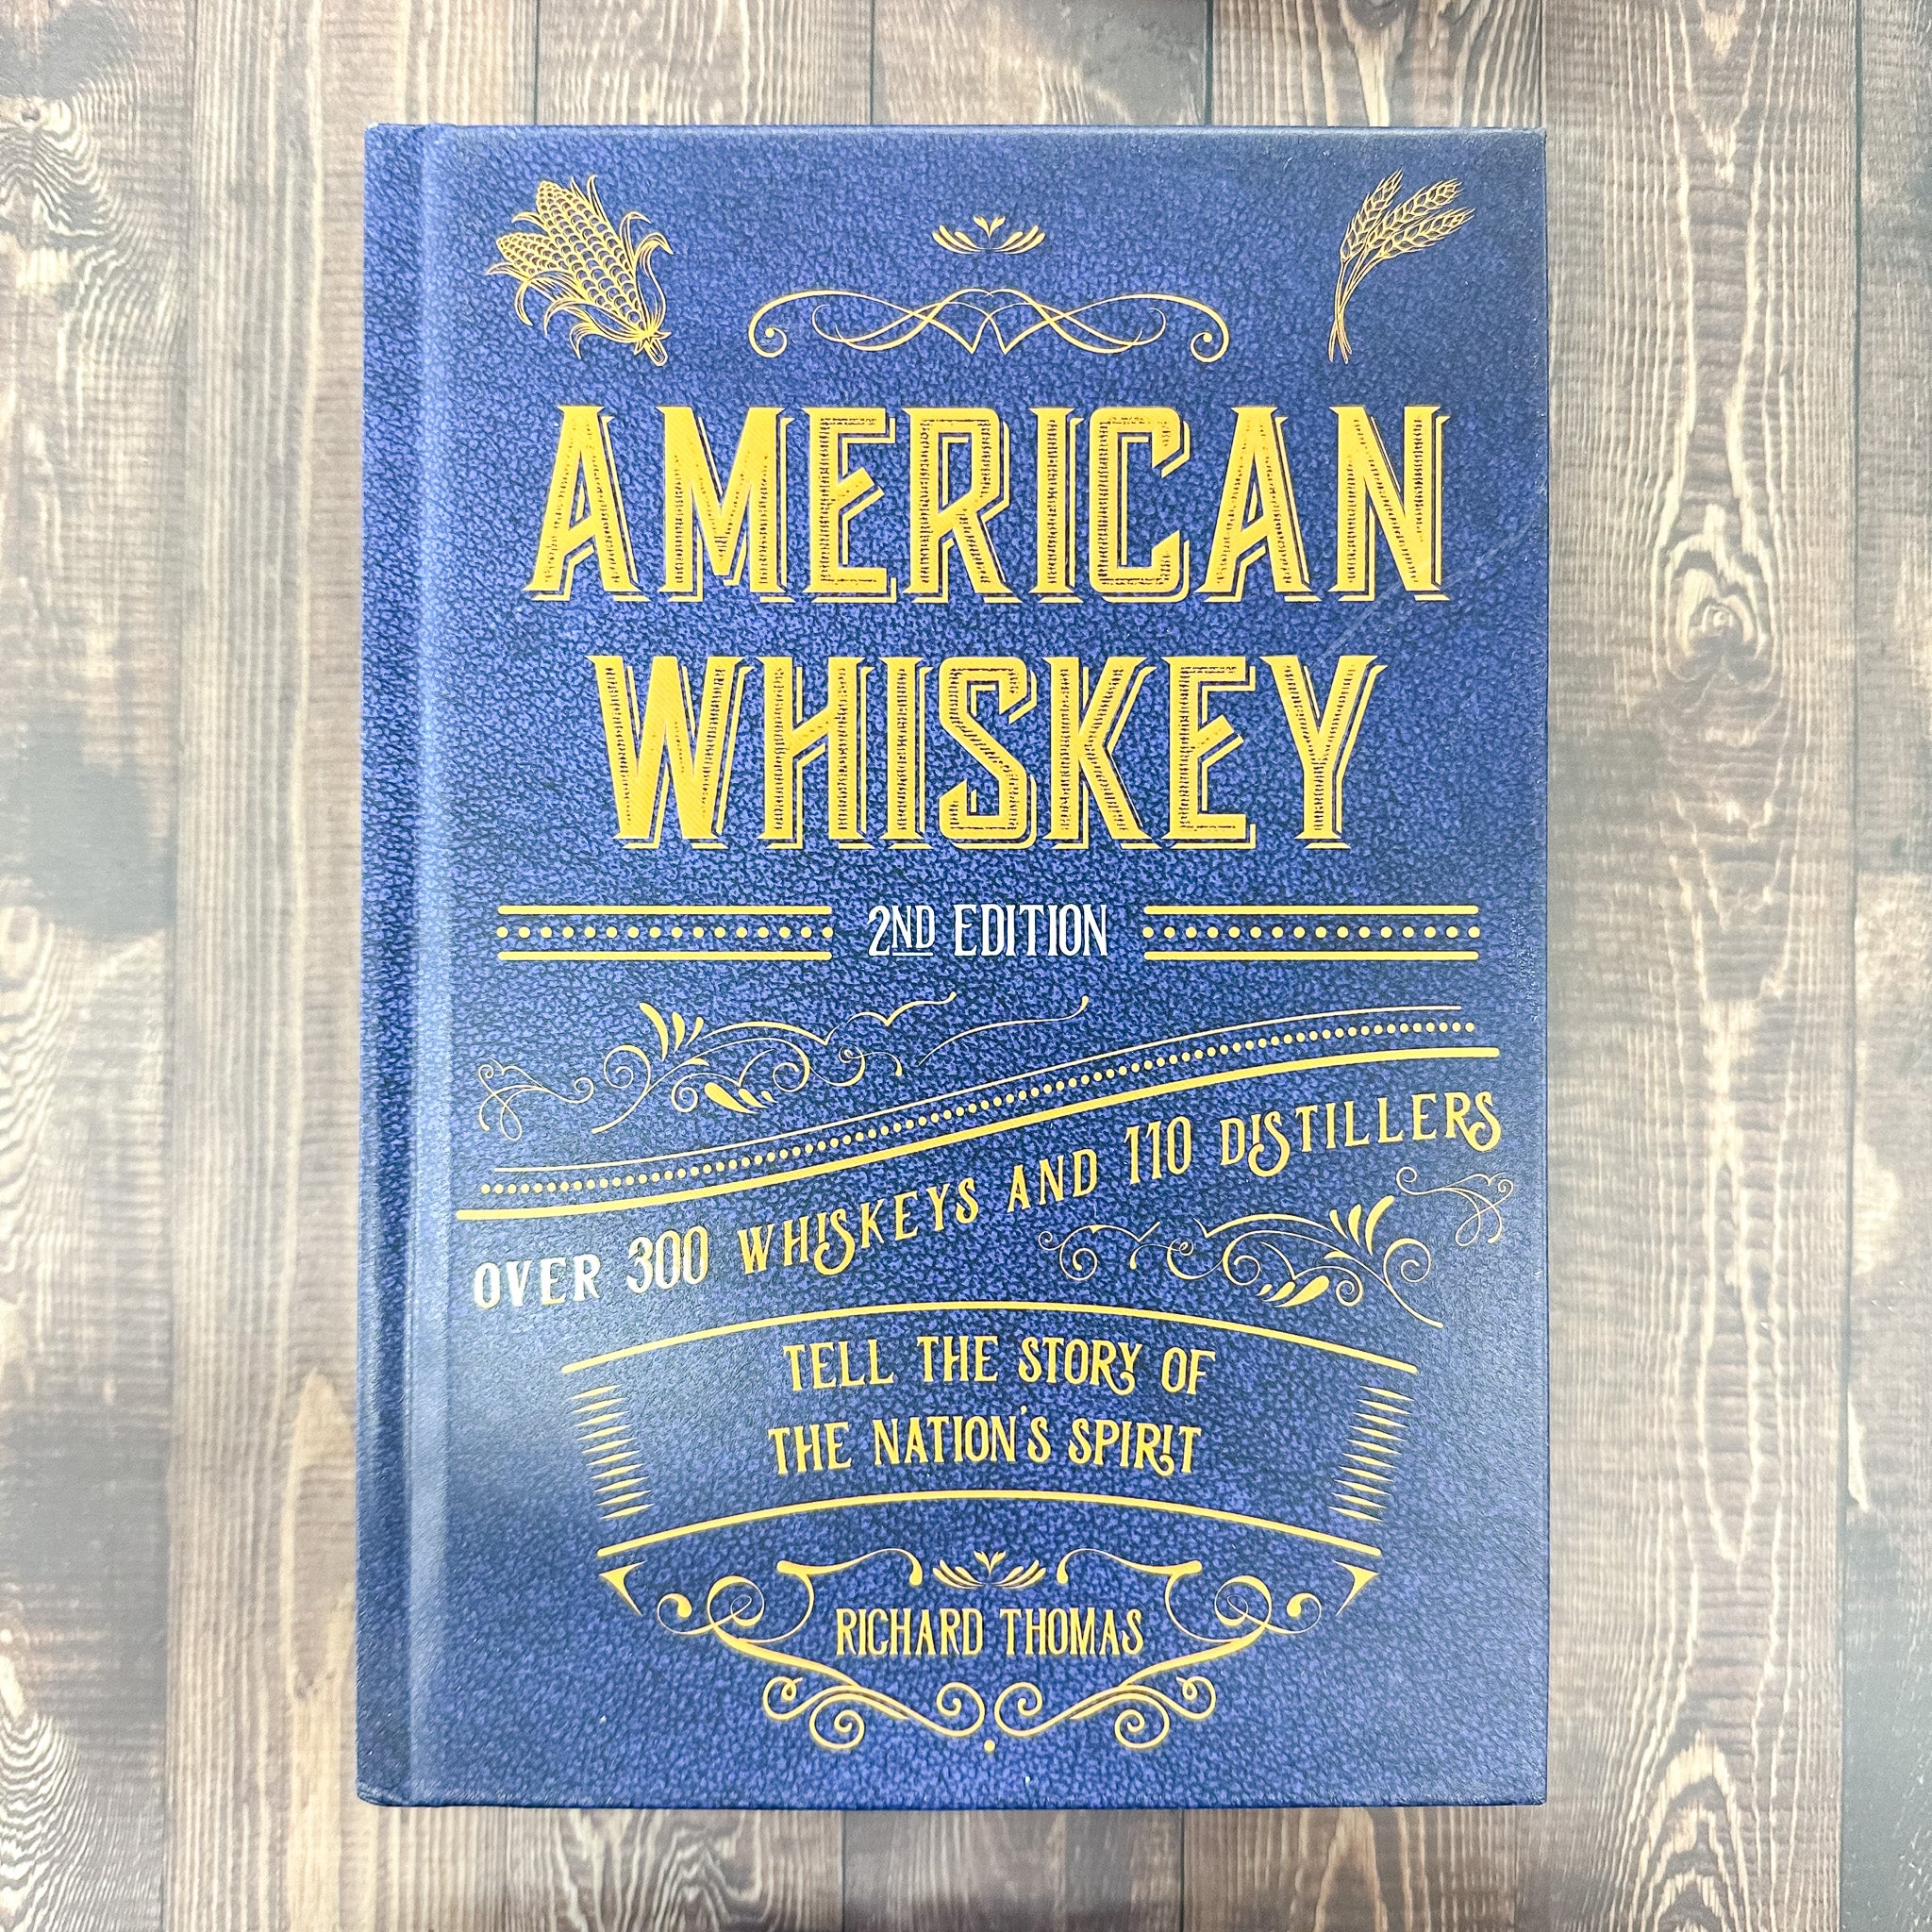 AMERICAN
WHISKEY
2ND EDITION
OVER 300 WHISKEYS AND 110 DISTILLERS
TELL THE STORY OF
THE NATION'S SPIRIT
RICHARD THOMAS